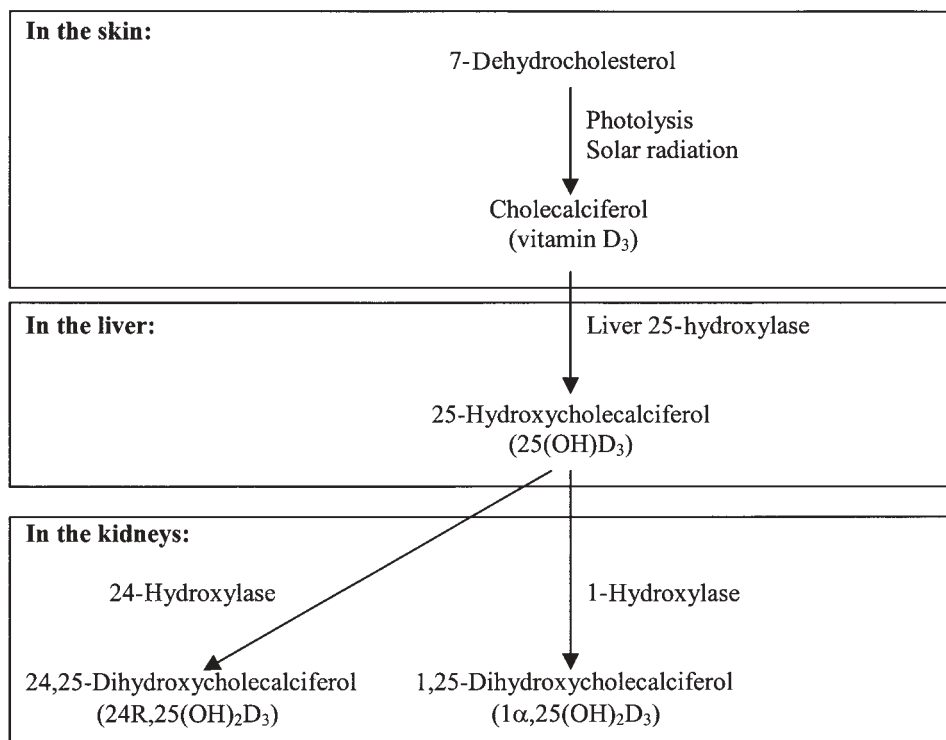 In the skin:
7-Dehydrocholesterol
Photolysis
Solar radiation
Cholecalciferol
(vitamin D₃)
In the liver:
Liver 25-hydroxylase
25-Hydroxycholecalciferol
(25(OH)D₃)
In the kidneys:
24-Hydroxylase
1-Hydroxylase
24,25-Dihydroxycholecalciferol
(24R,25(OH)₂D₃)
1,25-Dihydroxycholecalciferol
(1α,25(OH)₂D₃)